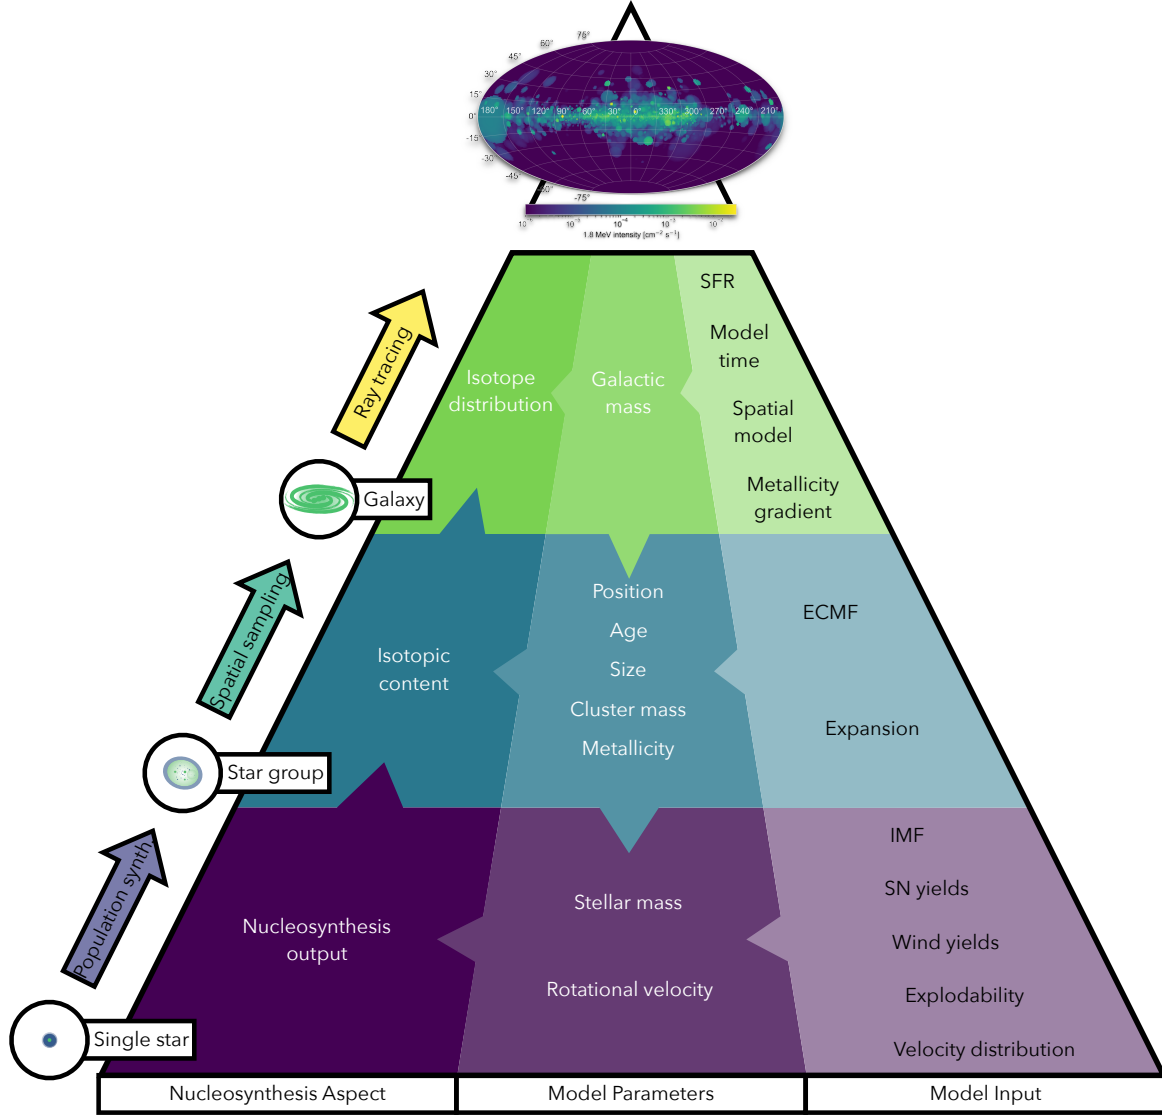 75°
60°
45°
30°
15°
0°
-15°
-30°
-45°
-75°
180° 150° 120° 90° 60° 30° 0° 330° 300° 270° 240° 210°
10⁻⁴
1.8 MeV intensity [cm⁻² s⁻¹]
Ray tracing
Galaxy
Spatial sampling
Star group
Population synth
Single star
Isotope
distribution
Galactic
mass
SFR
Model
time
Spatial
model
Metallicity
gradient
Isotopic
content
Position
Age
Size
Cluster mass
Metallicity
ECMF
Expansion
Nucleosynthesis
output
Stellar mass
Rotational velocity
IMF
SN yields
Wind yields
Explodability
Velocity distribution
Nucleosynthesis Aspect
Model Parameters
Model Input